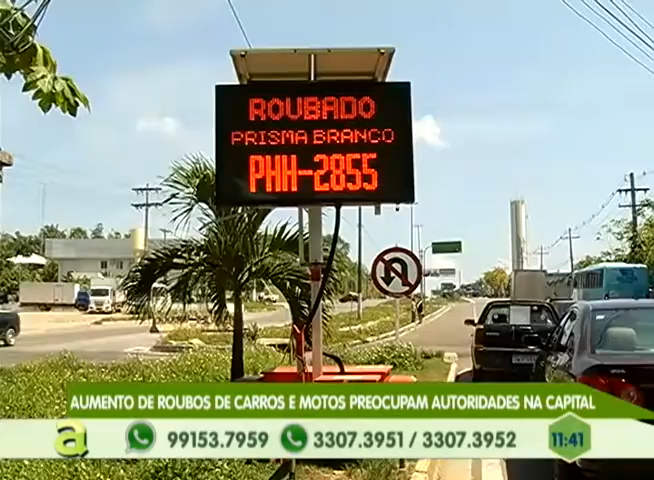 ROUBADO
PRISMA BRANCO
PHH-2855
AUMENTO DE ROUBOS DE CARROS E MOTOS PREOCUPAM AUTORIDADES NA CAPITAL
a 99153.7959 3307.3951 / 3307.3952 11:41